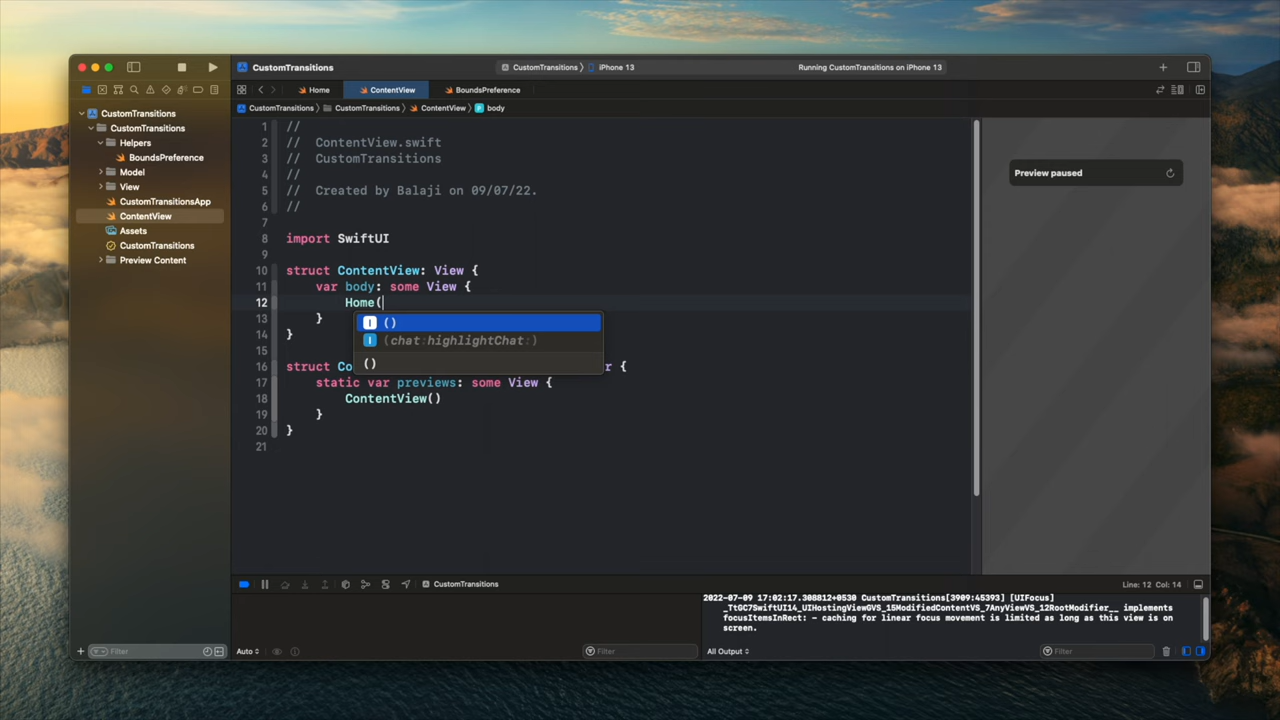 CustomTransitions
CustomTransitions
iPhone 13
Running CustomTransitions on iPhone 13
Home
ContentView
BoundsPreference
CustomTransitions
CustomTransitions
ContentView
body
CustomTransitions
CustomTransitions
Helpers
BoundsPreference
Model
View
CustomTransitionsApp
ContentView
Assets
CustomTransitions
Preview Content
1 //
2 //  ContentView.swift
3 //  CustomTransitions
4 //
5 //  Created by Balaji on 09/07/22.
6 //
7
8 import SwiftUI
9
10 struct ContentView: View {
11 var body: some View {
12 Home(
13 }
14 }
15
16 struct Co r {
17 static var previews: some View {
18 ContentView()
19 }
20 }
21
I ()
I (chat:highlightChat:)
()
Preview paused
CustomTransitions
Line: 12 Col: 14
2022-07-09 17:02:17.308812+0530 CustomTransitions[3909:45393] [UIFocus]
_TtGC7SwiftUI14_UIHostingViewGVS_15ModifiedContentVS_7AnyViewVS_12RootModifier__ implements
focusItemsInRect: - caching for linear focus movement is limited as long as this view is on
screen.
Filter
Auto
Filter
All Output
Filter